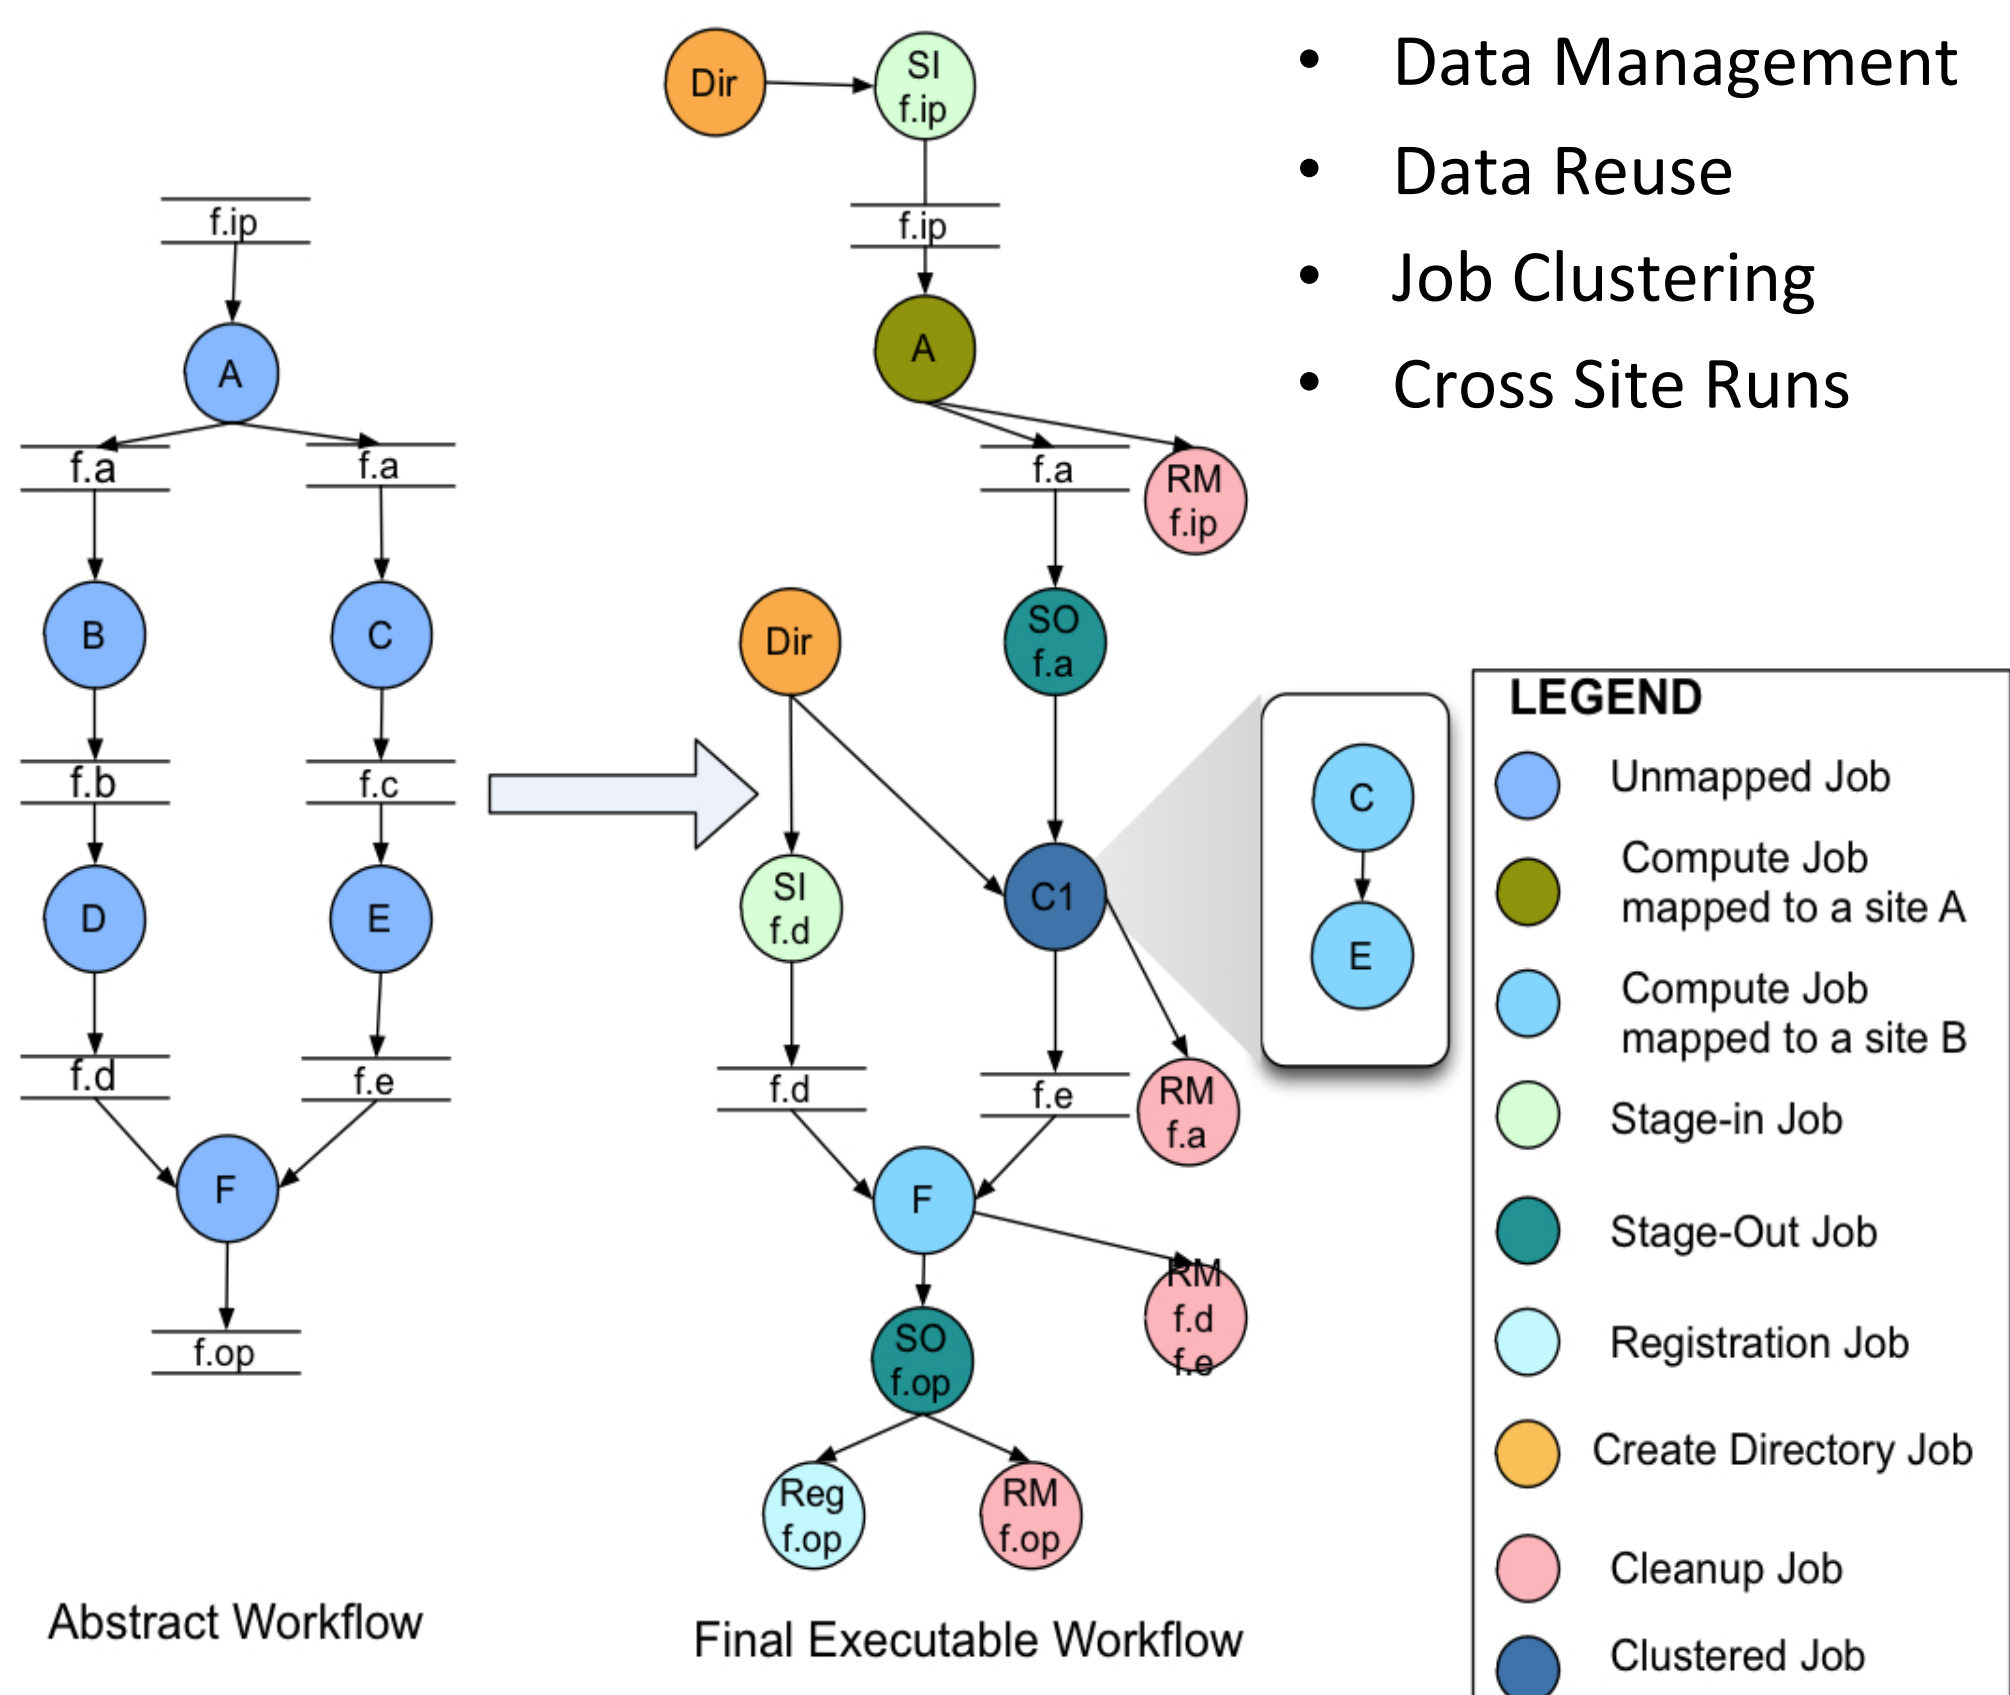 • Data Management
• Data Reuse
• Job Clustering
• Cross Site Runs
f.ip
A
f.a
f.a
B
C
f.b
f.c
D
E
f.d
f.e
F
f.op
Abstract Workflow
Dir
SI
f.ip
f.ip
A
f.a
RM
f.ip
Dir
SO
f.a
SI
f.d
C1
C
E
f.d
f.e
RM
f.a
F
RM
f.d
f.e
SO
f.op
Reg
f.op
RM
f.op
Final Executable Workflow
LEGEND
Unmapped Job
Compute Job
mapped to a site A
Compute Job
mapped to a site B
Stage-in Job
Stage-Out Job
Registration Job
Create Directory Job
Cleanup Job
Clustered Job